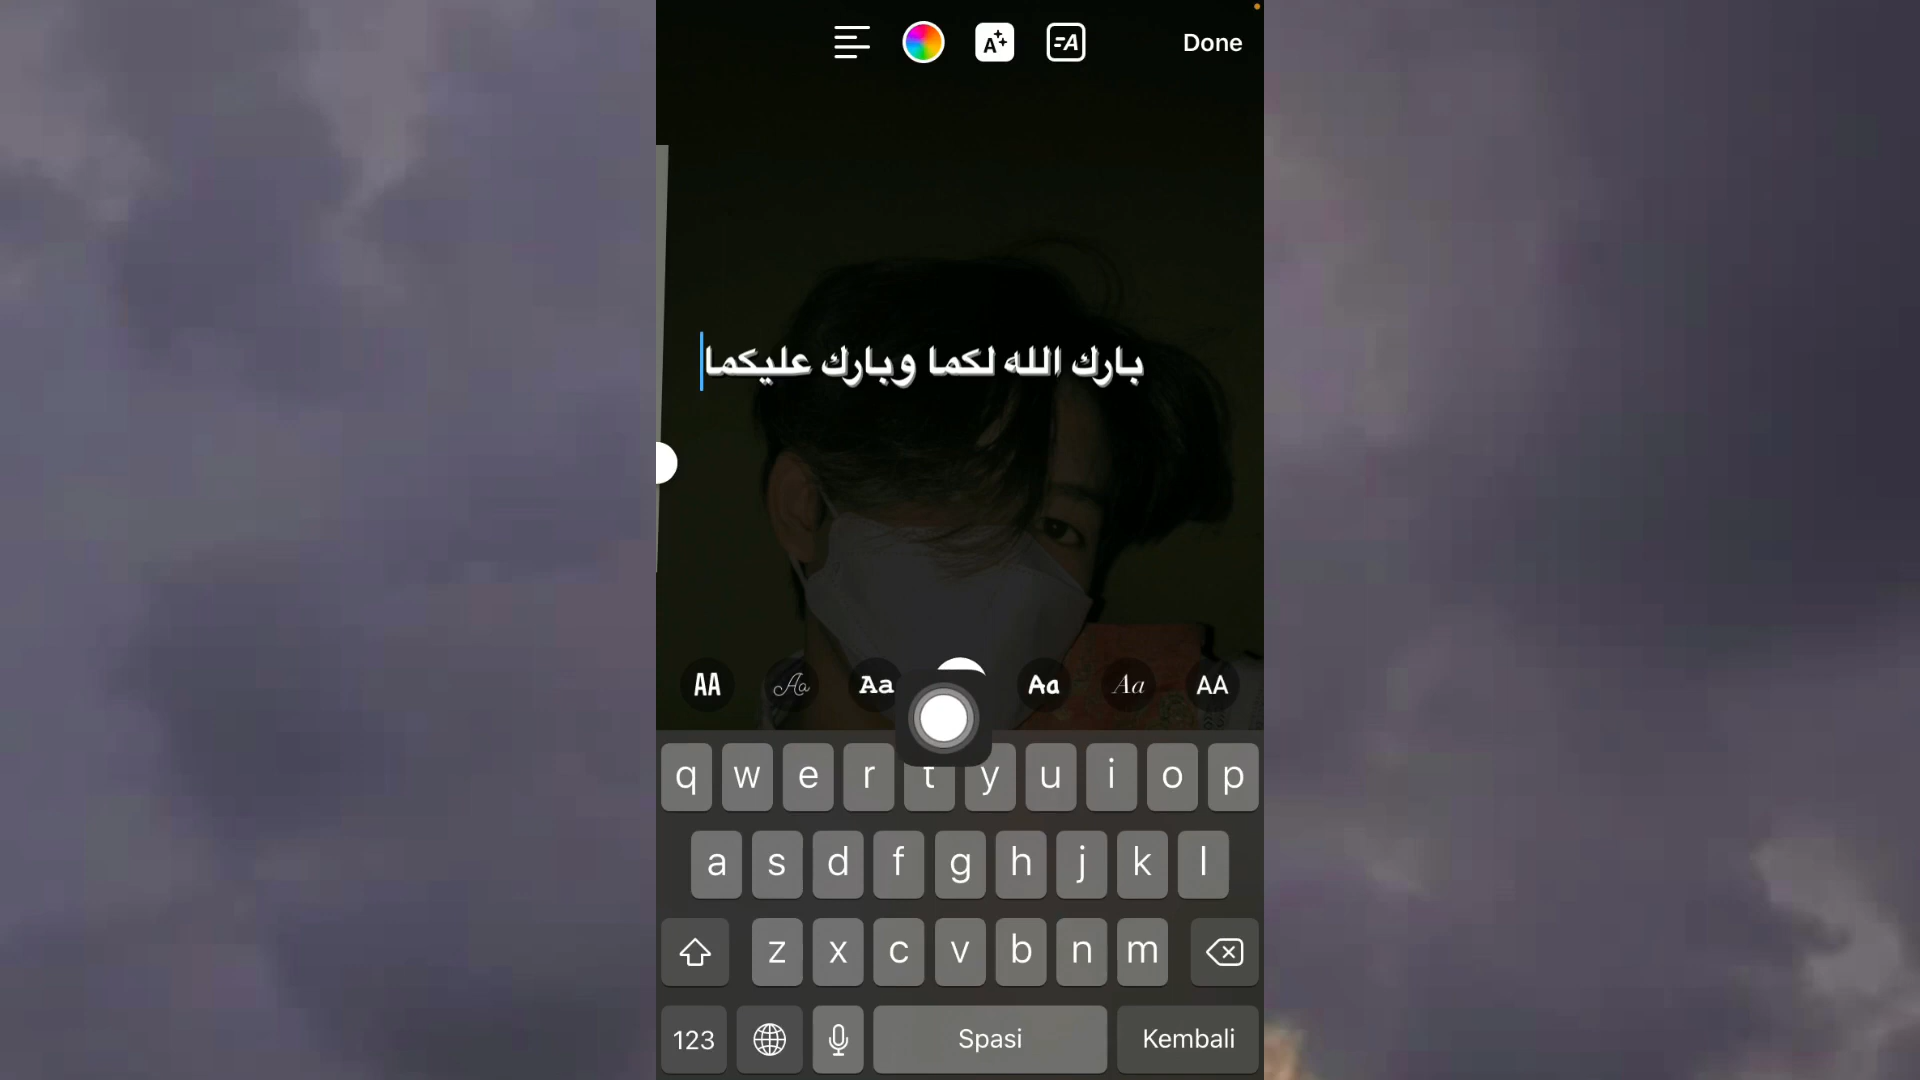 Done
بارك الله لكما وبارك عليكما
AA Aa Aa Aa Aa AA
q w e r t y u i o p
a s d f g h j k l
z x c v b n m
123 Spasi Kembali